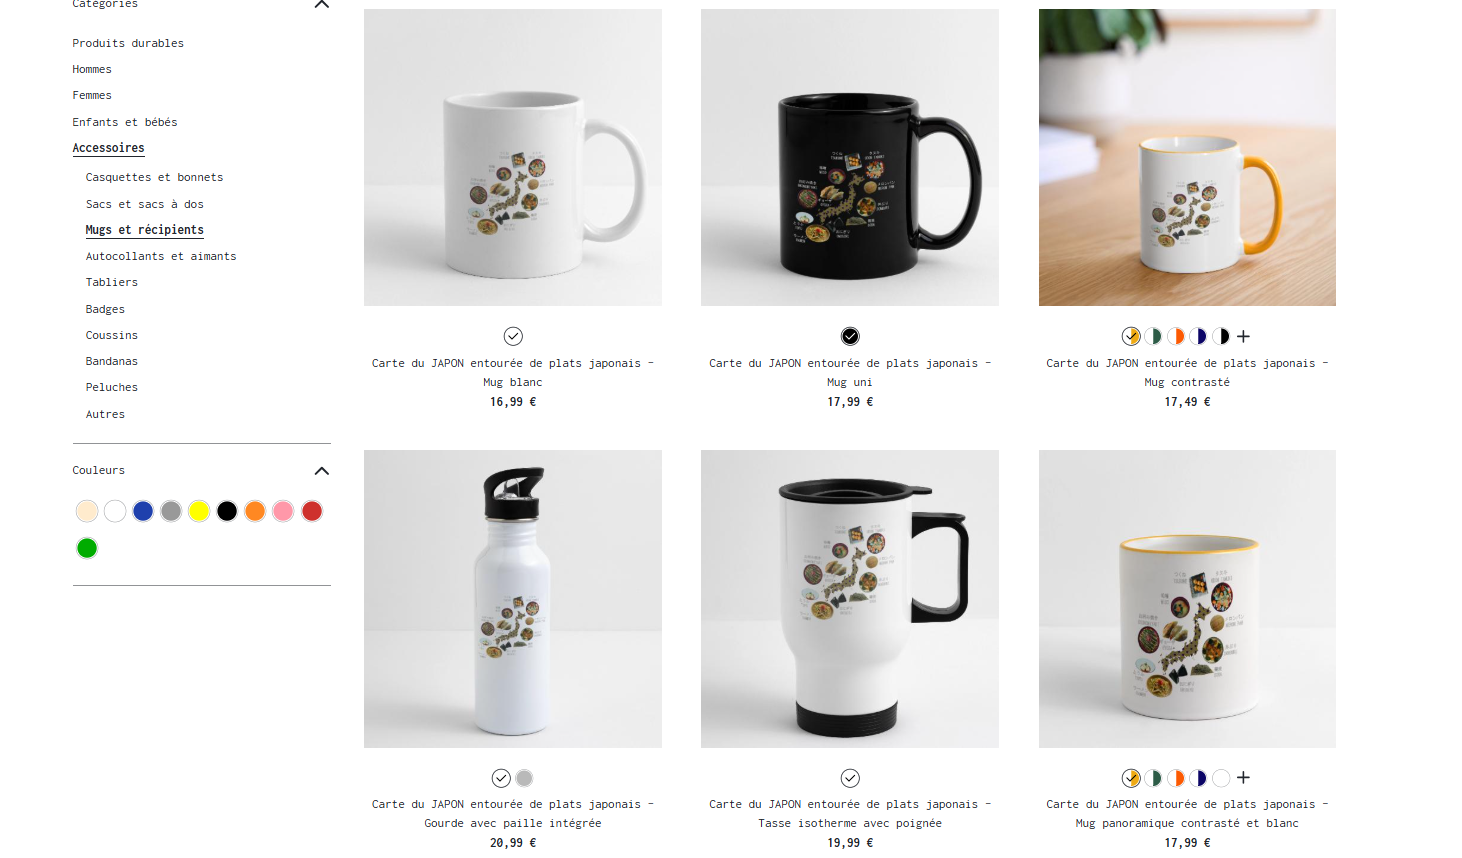 Catégories
Produits durables
Hommes
Femmes
Enfants et bébés
Accessoires
Casquettes et bonnets
Sacs et sacs à dos
Mugs et récipients
Autocollants et aimants
Tabliers
Badges
Coussins
Bandanas
Peluches
Autres
Couleurs
Carte du JAPON entourée de plats japonais -
Mug blanc
16,99 €
Carte du JAPON entourée de plats japonais -
Mug uni
17,99 €
Carte du JAPON entourée de plats japonais -
Mug contrasté
17,49 €
Carte du JAPON entourée de plats japonais -
Gourde avec paille intégrée
20,99 €
Carte du JAPON entourée de plats japonais -
Tasse isotherme avec poignée
19,99 €
Carte du JAPON entourée de plats japonais -
Mug panoramique contrasté et blanc
17,99 €